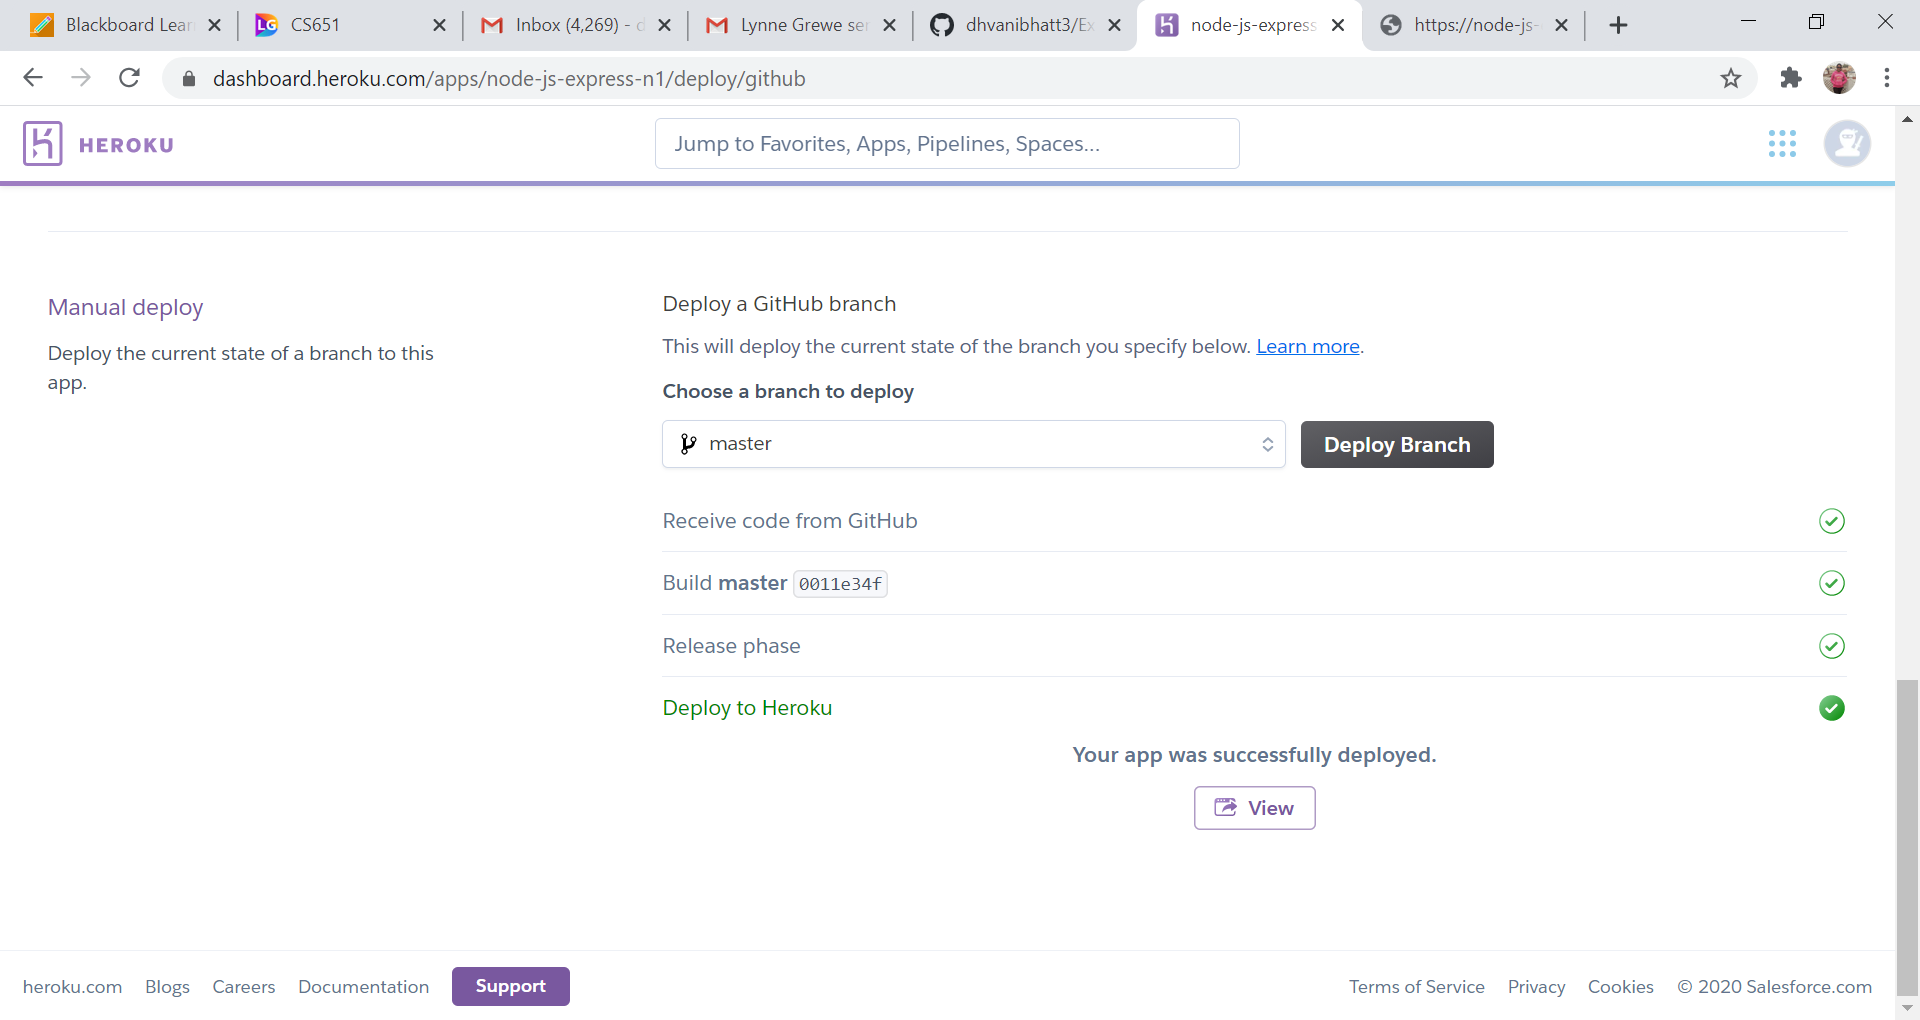 Blackboard Lear
CS651
Inbox (4,269) - d
Lynne Grewe ser
dhvanibhatt3/Ex
node-js-express
https://node-js-
dashboard.heroku.com/apps/node-js-express-n1/deploy/github
HEROKU
Jump to Favorites, Apps, Pipelines, Spaces...
Manual deploy
Deploy the current state of a branch to this
app.
Deploy a GitHub branch
This will deploy the current state of the branch you specify below. Learn more.
Choose a branch to deploy
master
Deploy Branch
Receive code from GitHub
Build master 0011e34f
Release phase
Deploy to Heroku
Your app was successfully deployed.
View
heroku.com Blogs Careers Documentation Support
Terms of Service Privacy Cookies © 2020 Salesforce.com